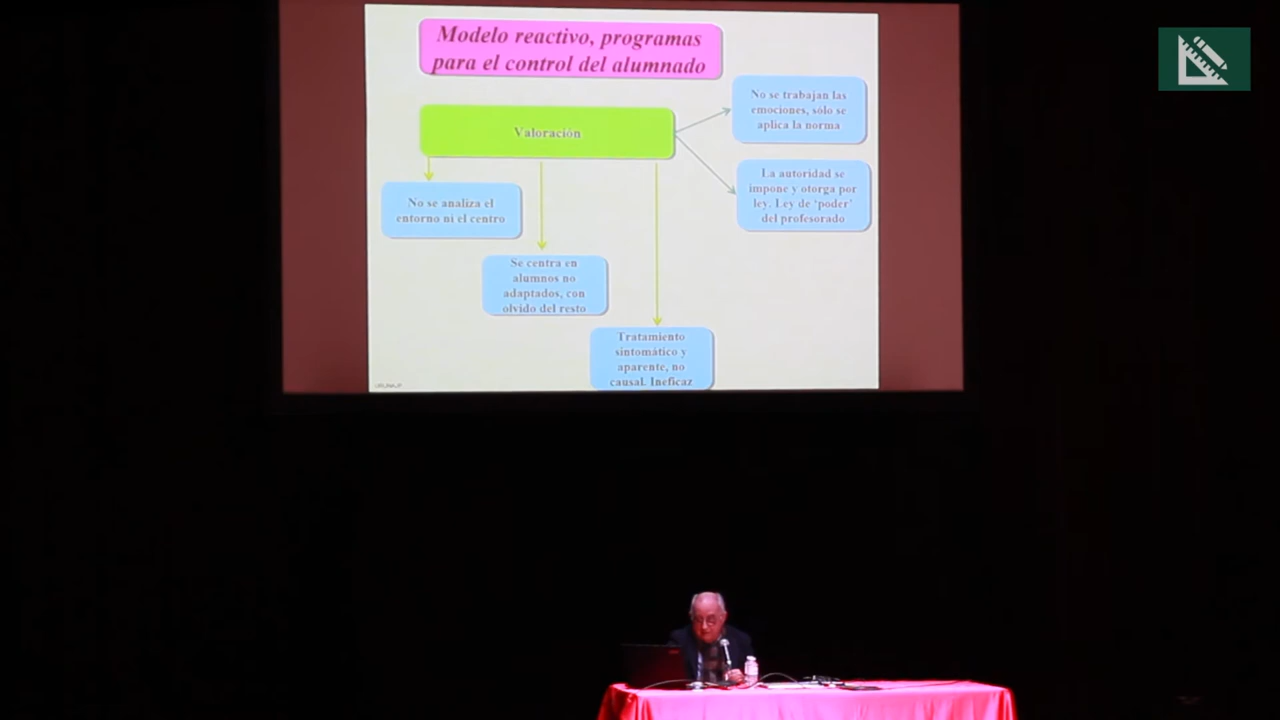 Modelo reactivo, programas
para el control del alumnado
Valoración
No se trabajan las
emociones, sólo se
aplica la norma
La autoridad se
impone y otorga por
ley. Ley de ‘poder’
del profesorado
No se analiza el
entorno ni el centro
Se centra en
alumnos no
adaptados, con
olvido del resto
Tratamiento
sintomático y
aparente, no
causal. Ineficaz